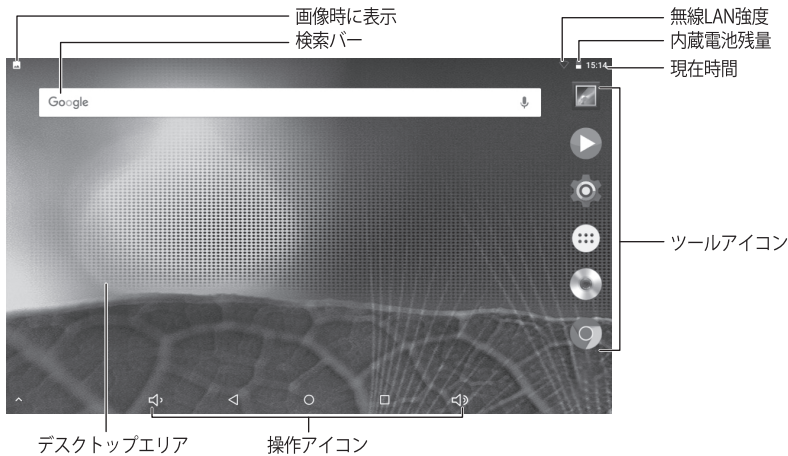 画像時に表示
無線LAN強度
検索バー
内蔵電池残量
15:14
現在時間
Google
ツールアイコン
デスクトップエリア
操作アイコン